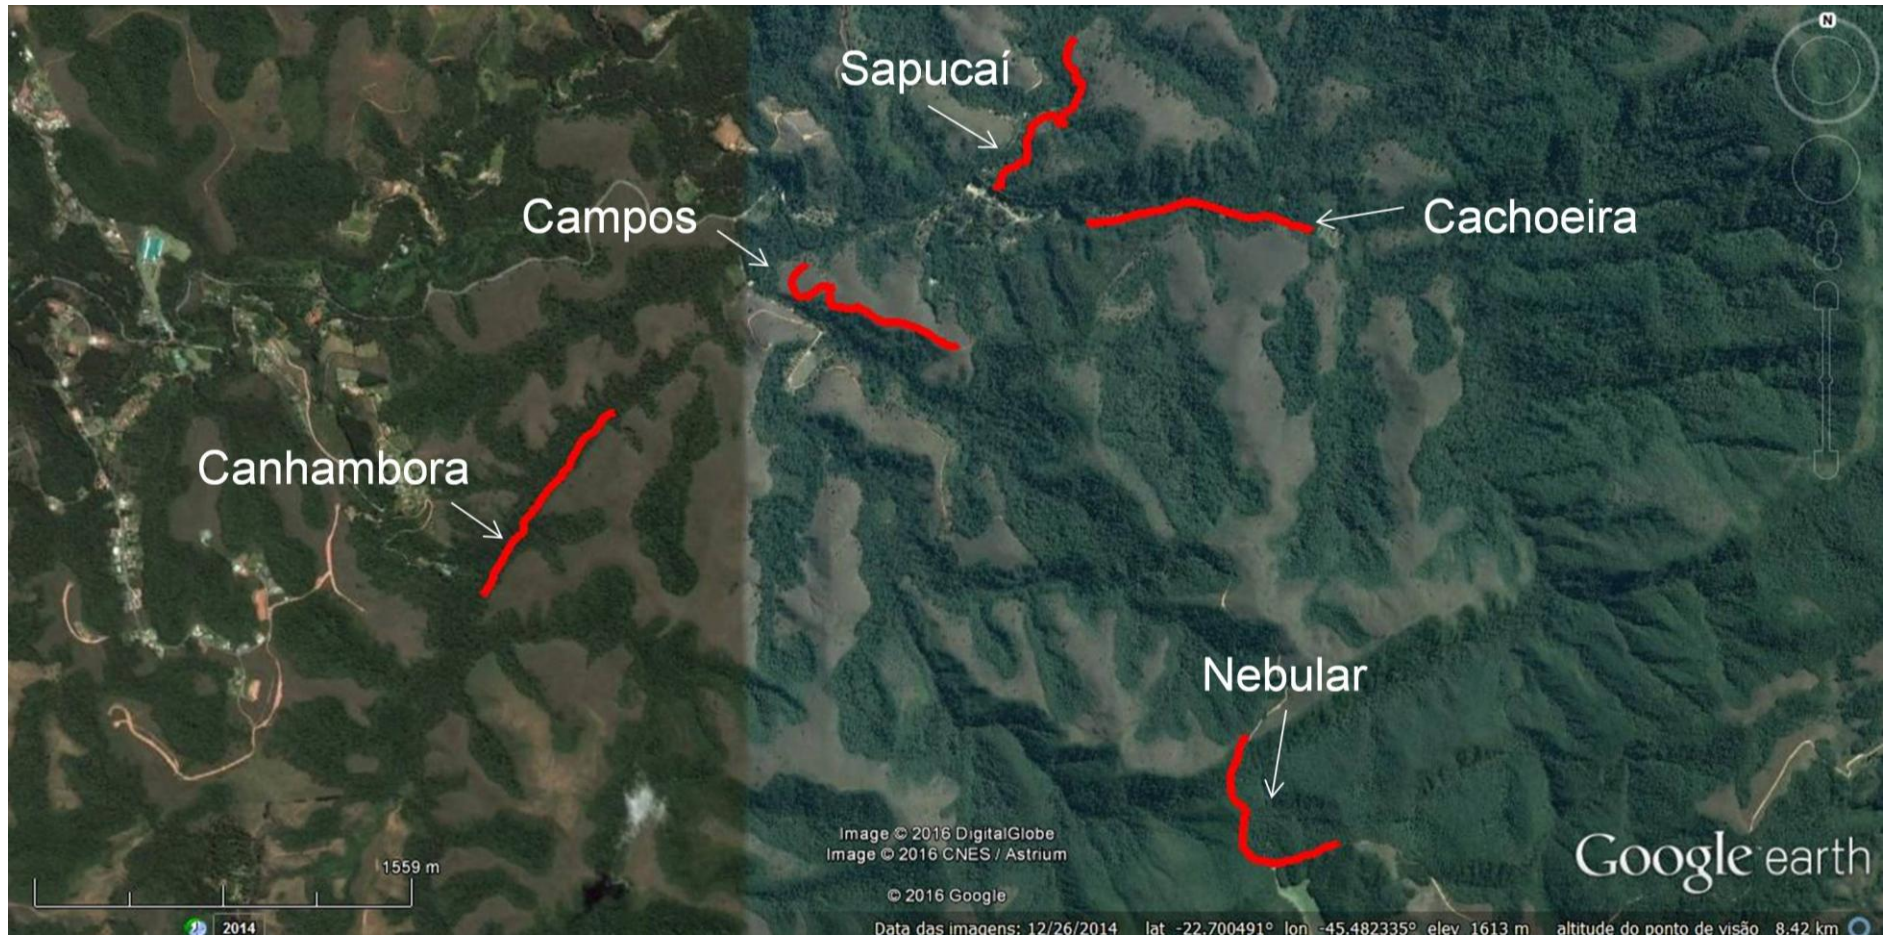 N
Sapucaí
Campos
Cachoeira
Canhambora
Nebular
Image © 2016 DigitalGlobe
Image © 2016 CNES / Astrium
© 2016 Google
Google earth
1559 m
2014
Data das imagens: 12/26/2014 lat -22.700491° lon -45.482335° elev 1613 m altitude do ponto de visão 8.42 km